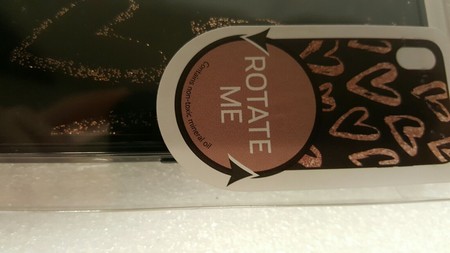 ROTATE
ME
Contains non-toxic mineral oil